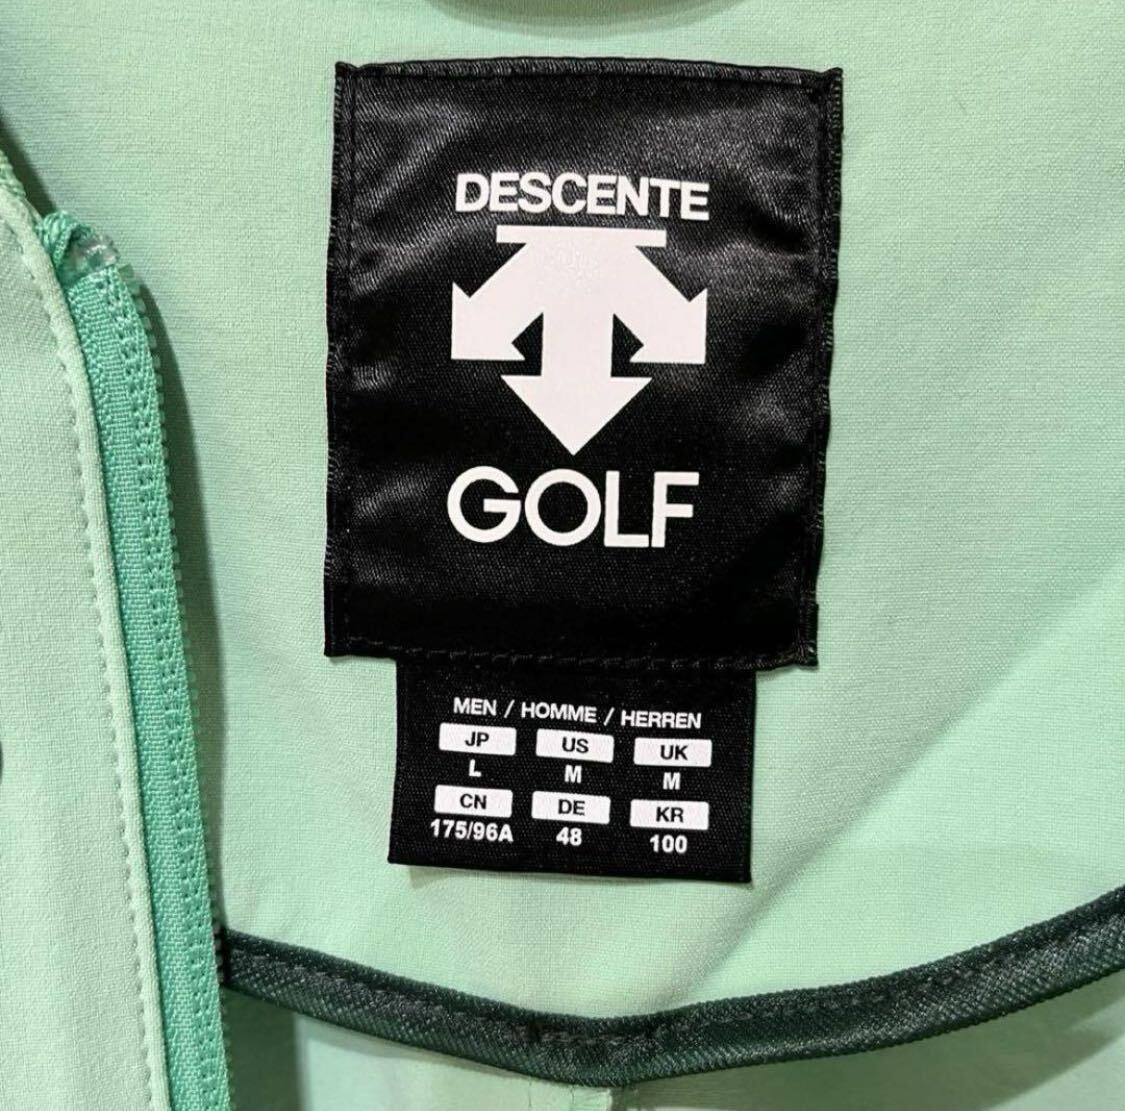 DESCENTE
GOLF
MEN / HOMME / HERREN
JP US UK
L M M
CN DE KR
175/96A 48 100